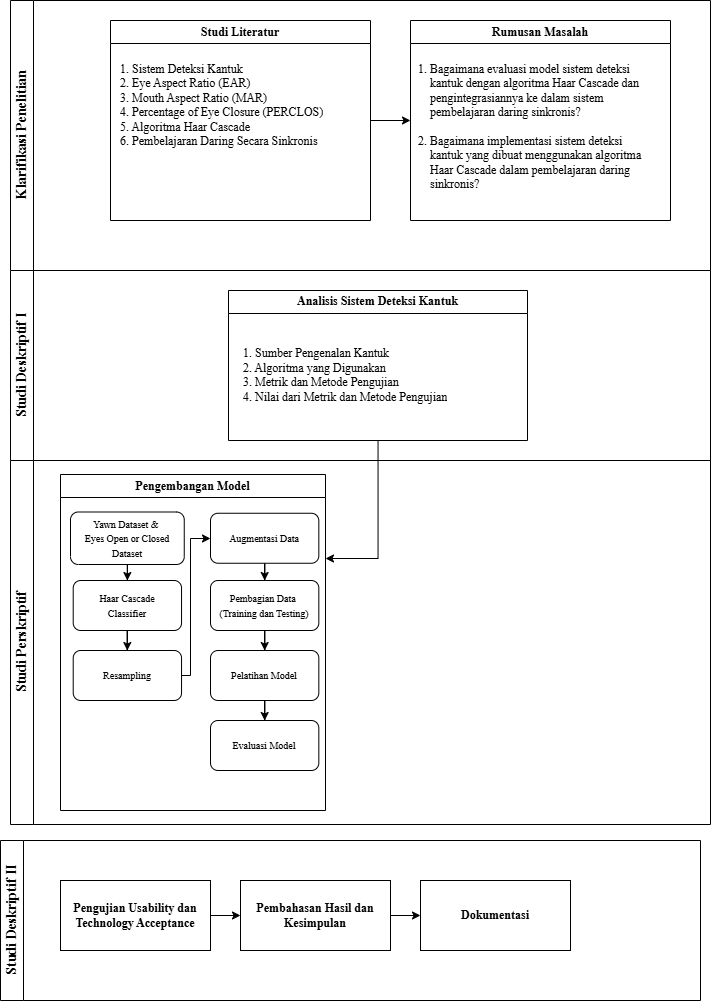 Klarifikasi Penelitian
Studi Literatur
1. Sistem Deteksi Kantuk
2. Eye Aspect Ratio (EAR)
3. Mouth Aspect Ratio (MAR)
4. Percentage of Eye Closure (PERCLOS)
5. Algoritma Haar Cascade
6. Pembelajaran Daring Secara Sinkronis
Rumusan Masalah
1. Bagaimana evaluasi model sistem deteksi
kantuk dengan algoritma Haar Cascade dan
pengintegrasiannya ke dalam sistem
pembelajaran daring sinkronis?
2. Bagaimana implementasi sistem deteksi
kantuk yang dibuat menggunakan algoritma
Haar Cascade dalam pembelajaran daring
sinkronis?
Studi Deskriptif I
Analisis Sistem Deteksi Kantuk
1. Sumber Pengenalan Kantuk
2. Algoritma yang Digunakan
3. Metrik dan Metode Pengujian
4. Nilai dari Metrik dan Metode Pengujian
Studi Perskriptif
Pengembangan Model
Yawn Dataset &
Eyes Open or Closed
Dataset
Haar Cascade
Classifier
Resampling
Augmentasi Data
Pembagian Data
(Training dan Testing)
Pelatihan Model
Evaluasi Model
Studi Deskriptif II
Pengujian Usability dan
Technology Acceptance
Pembahasan Hasil dan
Kesimpulan
Dokumentasi